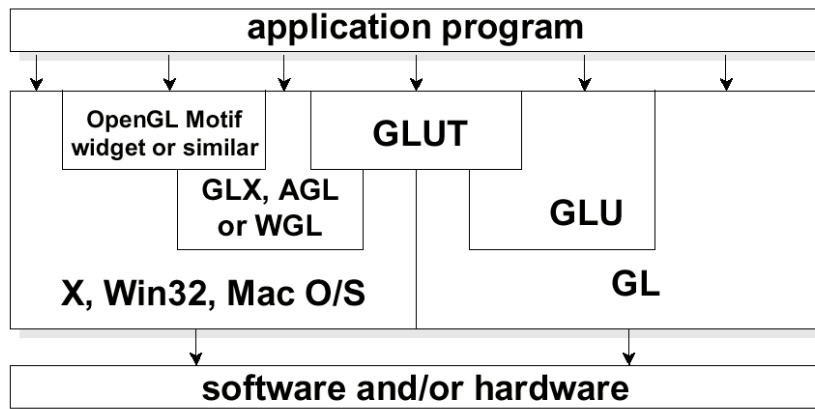 application program
OpenGL Motif
widget or similar
GLUT
GLX, AGL
or WGL
GLU
X, Win32, Mac O/S
GL
software and/or hardware